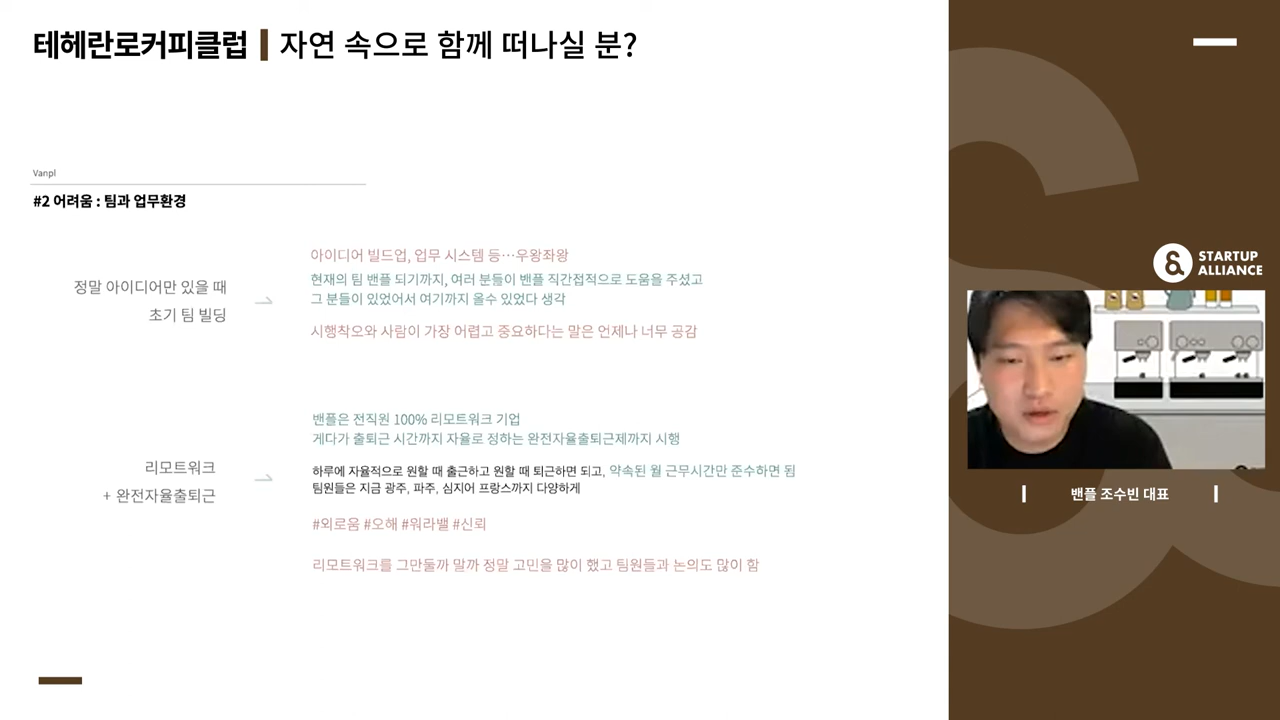 테헤란로커피클럽 자연 속으로 함께 떠나실 분?
Vanpl
#2 어려움 : 팀과 업무환경
정말 아이디어만 있을 때
초기 팀 빌딩
아이디어 빌드업, 업무 시스템 등…우왕좌왕
현재의 팀 밴플 되기까지, 여러 분들이 밴플 직간접적으로 도움을 주셨고
그 분들이 있었어서 여기까지 올수 있었다 생각
시행착오와 사람이 가장 어렵고 중요하다는 말은 언제나 너무 공감
리모트워크
+ 완전자율출퇴근
밴플은 전직원 100% 리모트워크 기업
게다가 출퇴근 시간까지 자율로 정하는 완전자율출퇴근제까지 시행
하루에 자율적으로 원할 때 출근하고 원할 때 퇴근하면 되고, 약속된 월 근무시간만 준수하면 됨
팀원들은 지금 광주, 파주, 심지어 프랑스까지 다양하게
#외로움 #오해 #워라밸 #신뢰
리모트워크를 그만둘까 말까 정말 고민을 많이 했고 팀원들과 논의도 많이 함
STARTUP
ALLIANCE
밴플 조수빈 대표